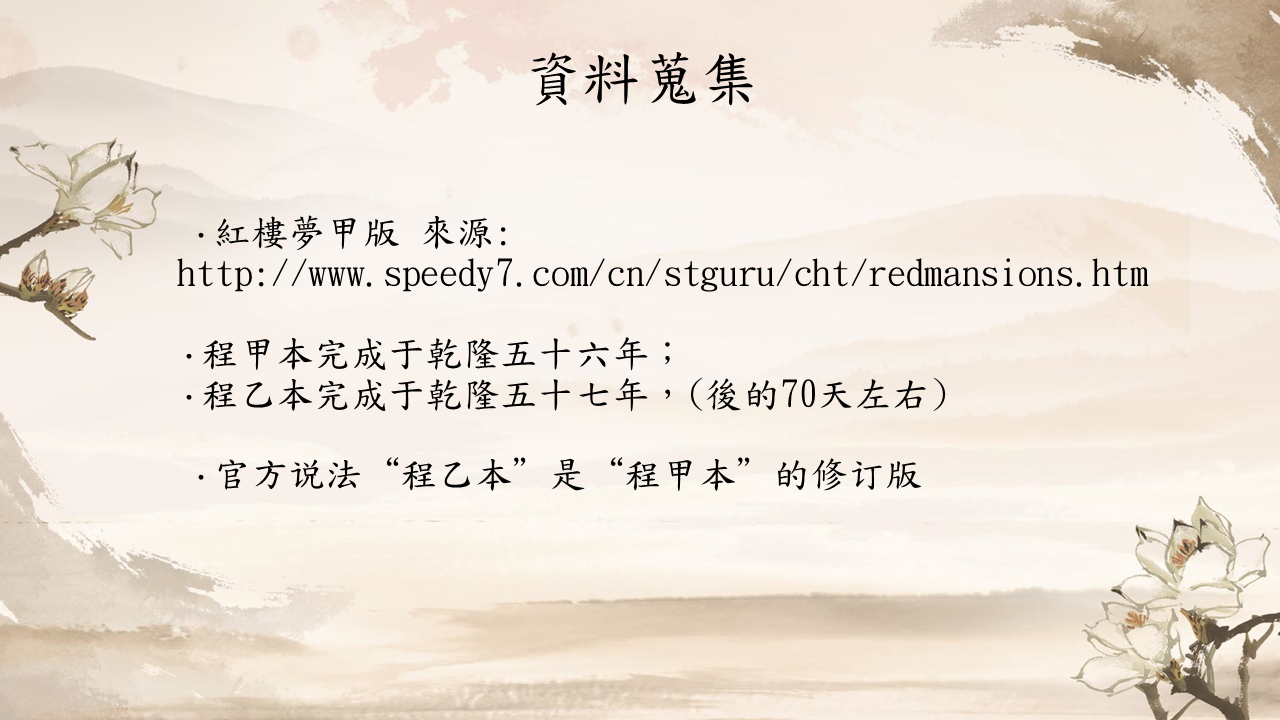 資料蒐集
·紅樓夢甲版 來源:
http://www.speedy7.com/cn/stguru/cht/redmansions.htm
·程甲本完成于乾隆五十六年；
·程乙本完成于乾隆五十七年，(後的70天左右)
·官方说法“程乙本”是“程甲本”的修订版